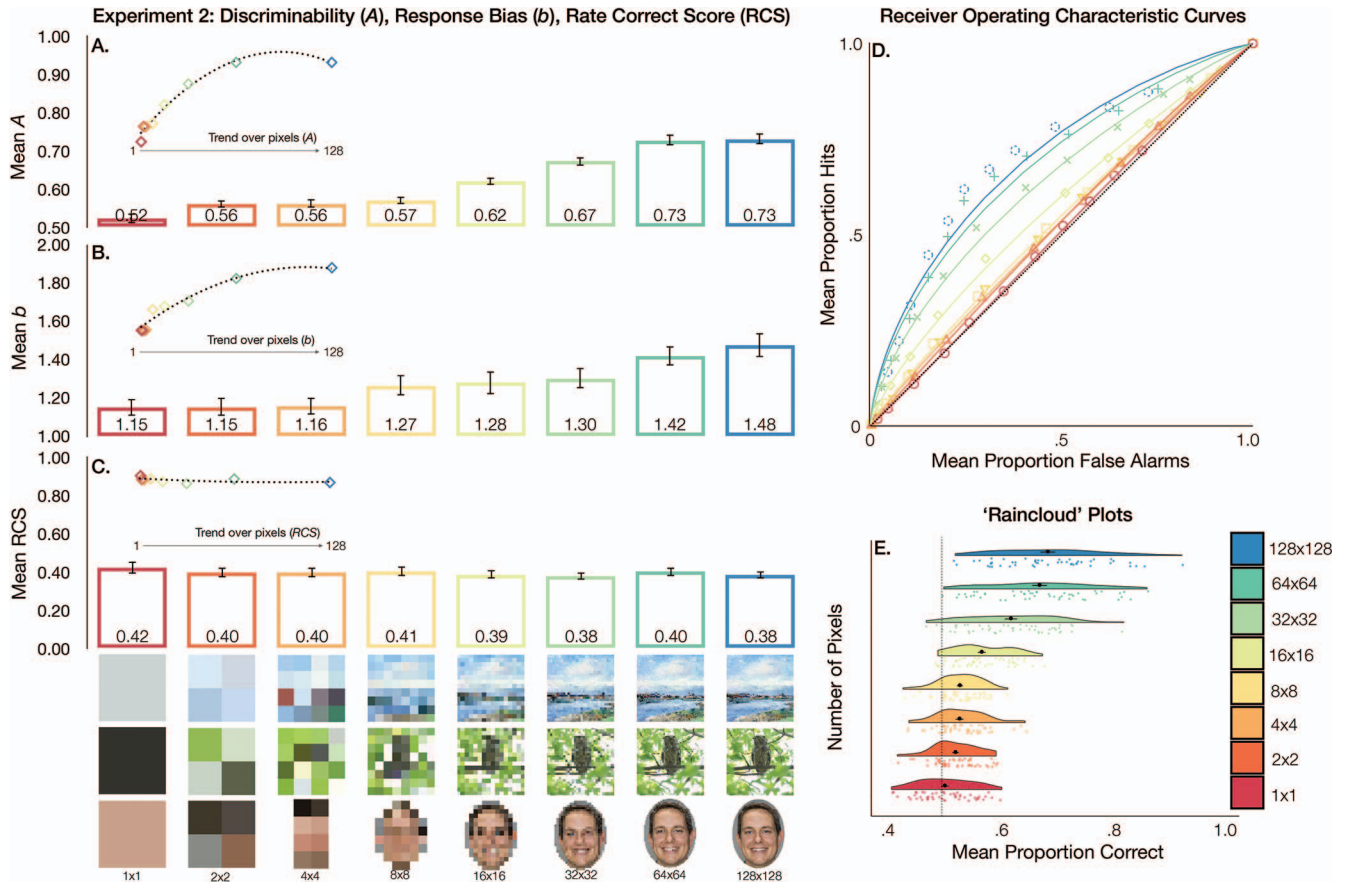 Experiment 2: Discriminability (A), Response Bias (b), Rate Correct Score (RCS)
A.
Mean A
1.00
0.90
0.80
0.70
0.60
0.50
Trend over pixels (A)
1 128
0.52 0.56 0.56 0.57 0.62 0.67 0.73 0.73
B.
Mean b
2.00
1.80
1.60
1.40
1.20
1.00
Trend over pixels (b)
1 128
1.15 1.15 1.16 1.27 1.28 1.30 1.42 1.48
C.
Mean RCS
1.00
0.80
0.60
0.40
0.20
0.00
Trend over pixels (RCS)
1 128
0.42 0.40 0.40 0.41 0.39 0.38 0.40 0.38
1x1 2x2 4x4 8x8 16x16 32x32 64x64 128x128
Receiver Operating Characteristic Curves
D.
Mean Proportion Hits
1.0
.5
0
0 .5 1.0
Mean Proportion False Alarms
'Raincloud' Plots
E.
Number of Pixels
.4 .6 .8 1.0
Mean Proportion Correct
128x128
64x64
32x32
16x16
8x8
4x4
2x2
1x1